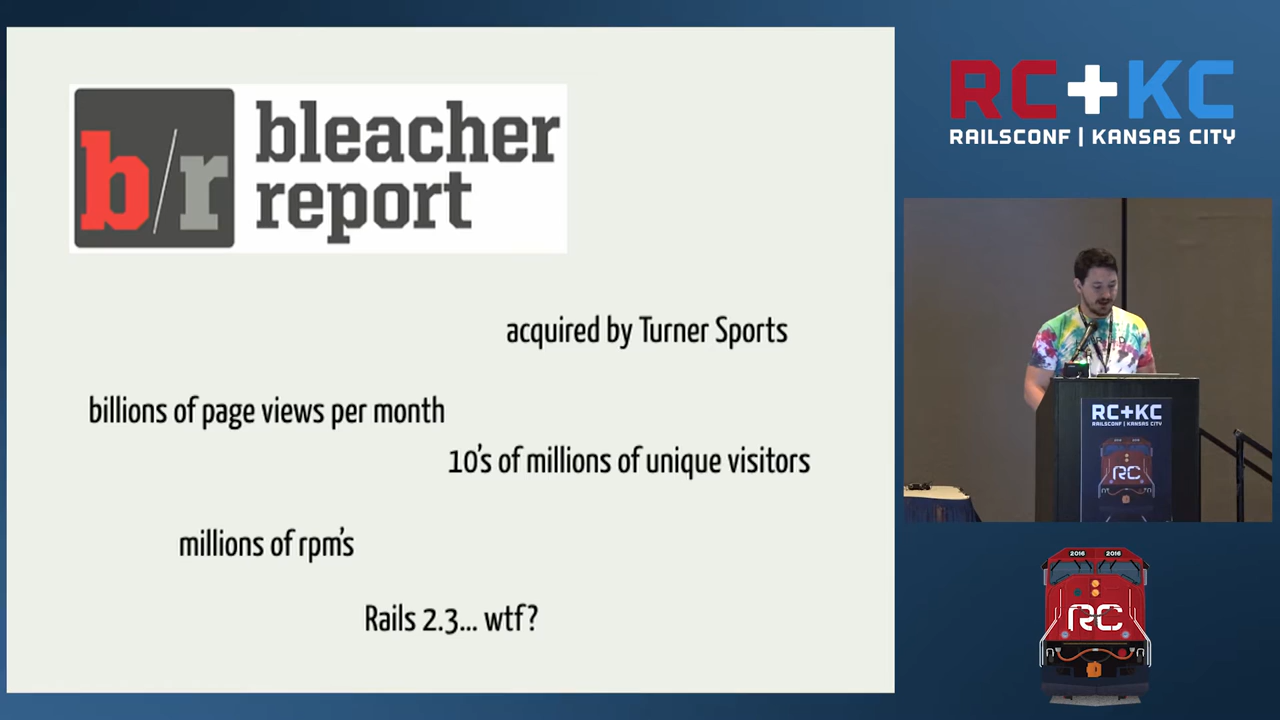 b/r
bleacher
report
acquired by Turner Sports
billions of page views per month
10's of millions of unique visitors
millions of rpm's
Rails 2.3... wtf?
RC+KC
RAILSCONF | KANSAS CITY
RC+KC
RAILSCONF | KANSAS CITY
RC
2016 2016
RC